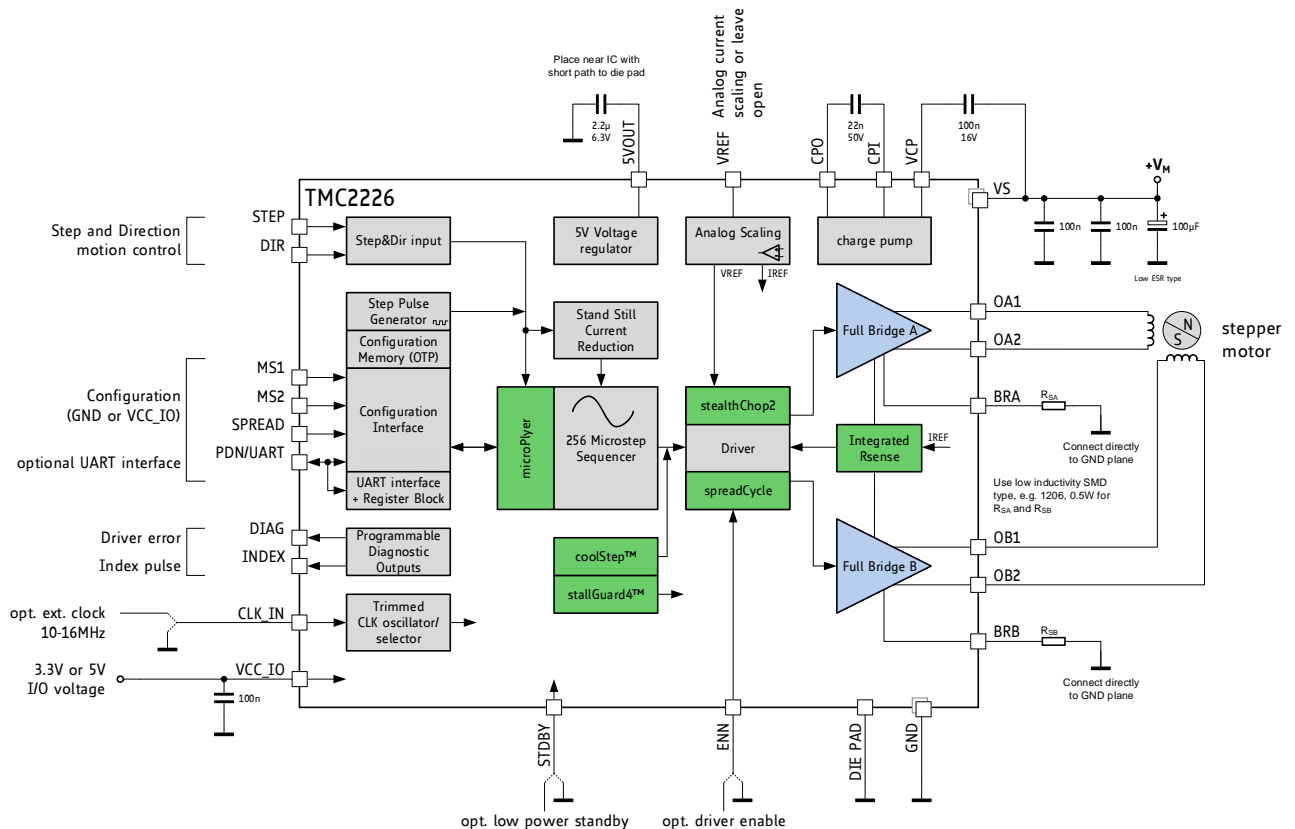 Place near IC with
short path to die pad
2.2µ
6.3V
5VOUT
Analog current
scaling or leave
open
VREF
22n
50V
CPO
CPI
VCP
100n
16V
+VM
VS
100n
100n
+
100µF
Low ESR type
TMC2226
Step and Direction
motion control
STEP
DIR
Step&Dir input
5V Voltage
regulator
Analog Scaling
VREF
IREF
charge pump
Step Pulse
Generator
Configuration
Memory (OTP)
Configuration
Interface
UART interface
+ Register Block
Stand Still
Current
Reduction
Full Bridge A
OA1
OA2
N
S
stepper
motor
Configuration
(GND or VCC_IO)
optional UART interface
MS1
MS2
SPREAD
PDN/UART
microPlyer
256 Microstep
Sequencer
stealthChop2
Driver
spreadCycle
Integrated
Rsense
IREF
BRA
RSA
Connect directly
to GND plane
Use low inductivity SMD
type, e.g. 1206, 0.5W for
RSA and RSB
Driver error
Index pulse
DIAG
INDEX
Programmable
Diagnostic
Outputs
coolStep™
stallGuard4™
Full Bridge B
OB1
OB2
opt. ext. clock
10-16MHz
CLK_IN
Trimmed
CLK oscillator/
selector
BRB
RSB
Connect directly
to GND plane
3.3V or 5V
I/O voltage
VCC_IO
100n
STDBY
ENN
DIE PAD
GND
opt. low power standby
opt. driver enable